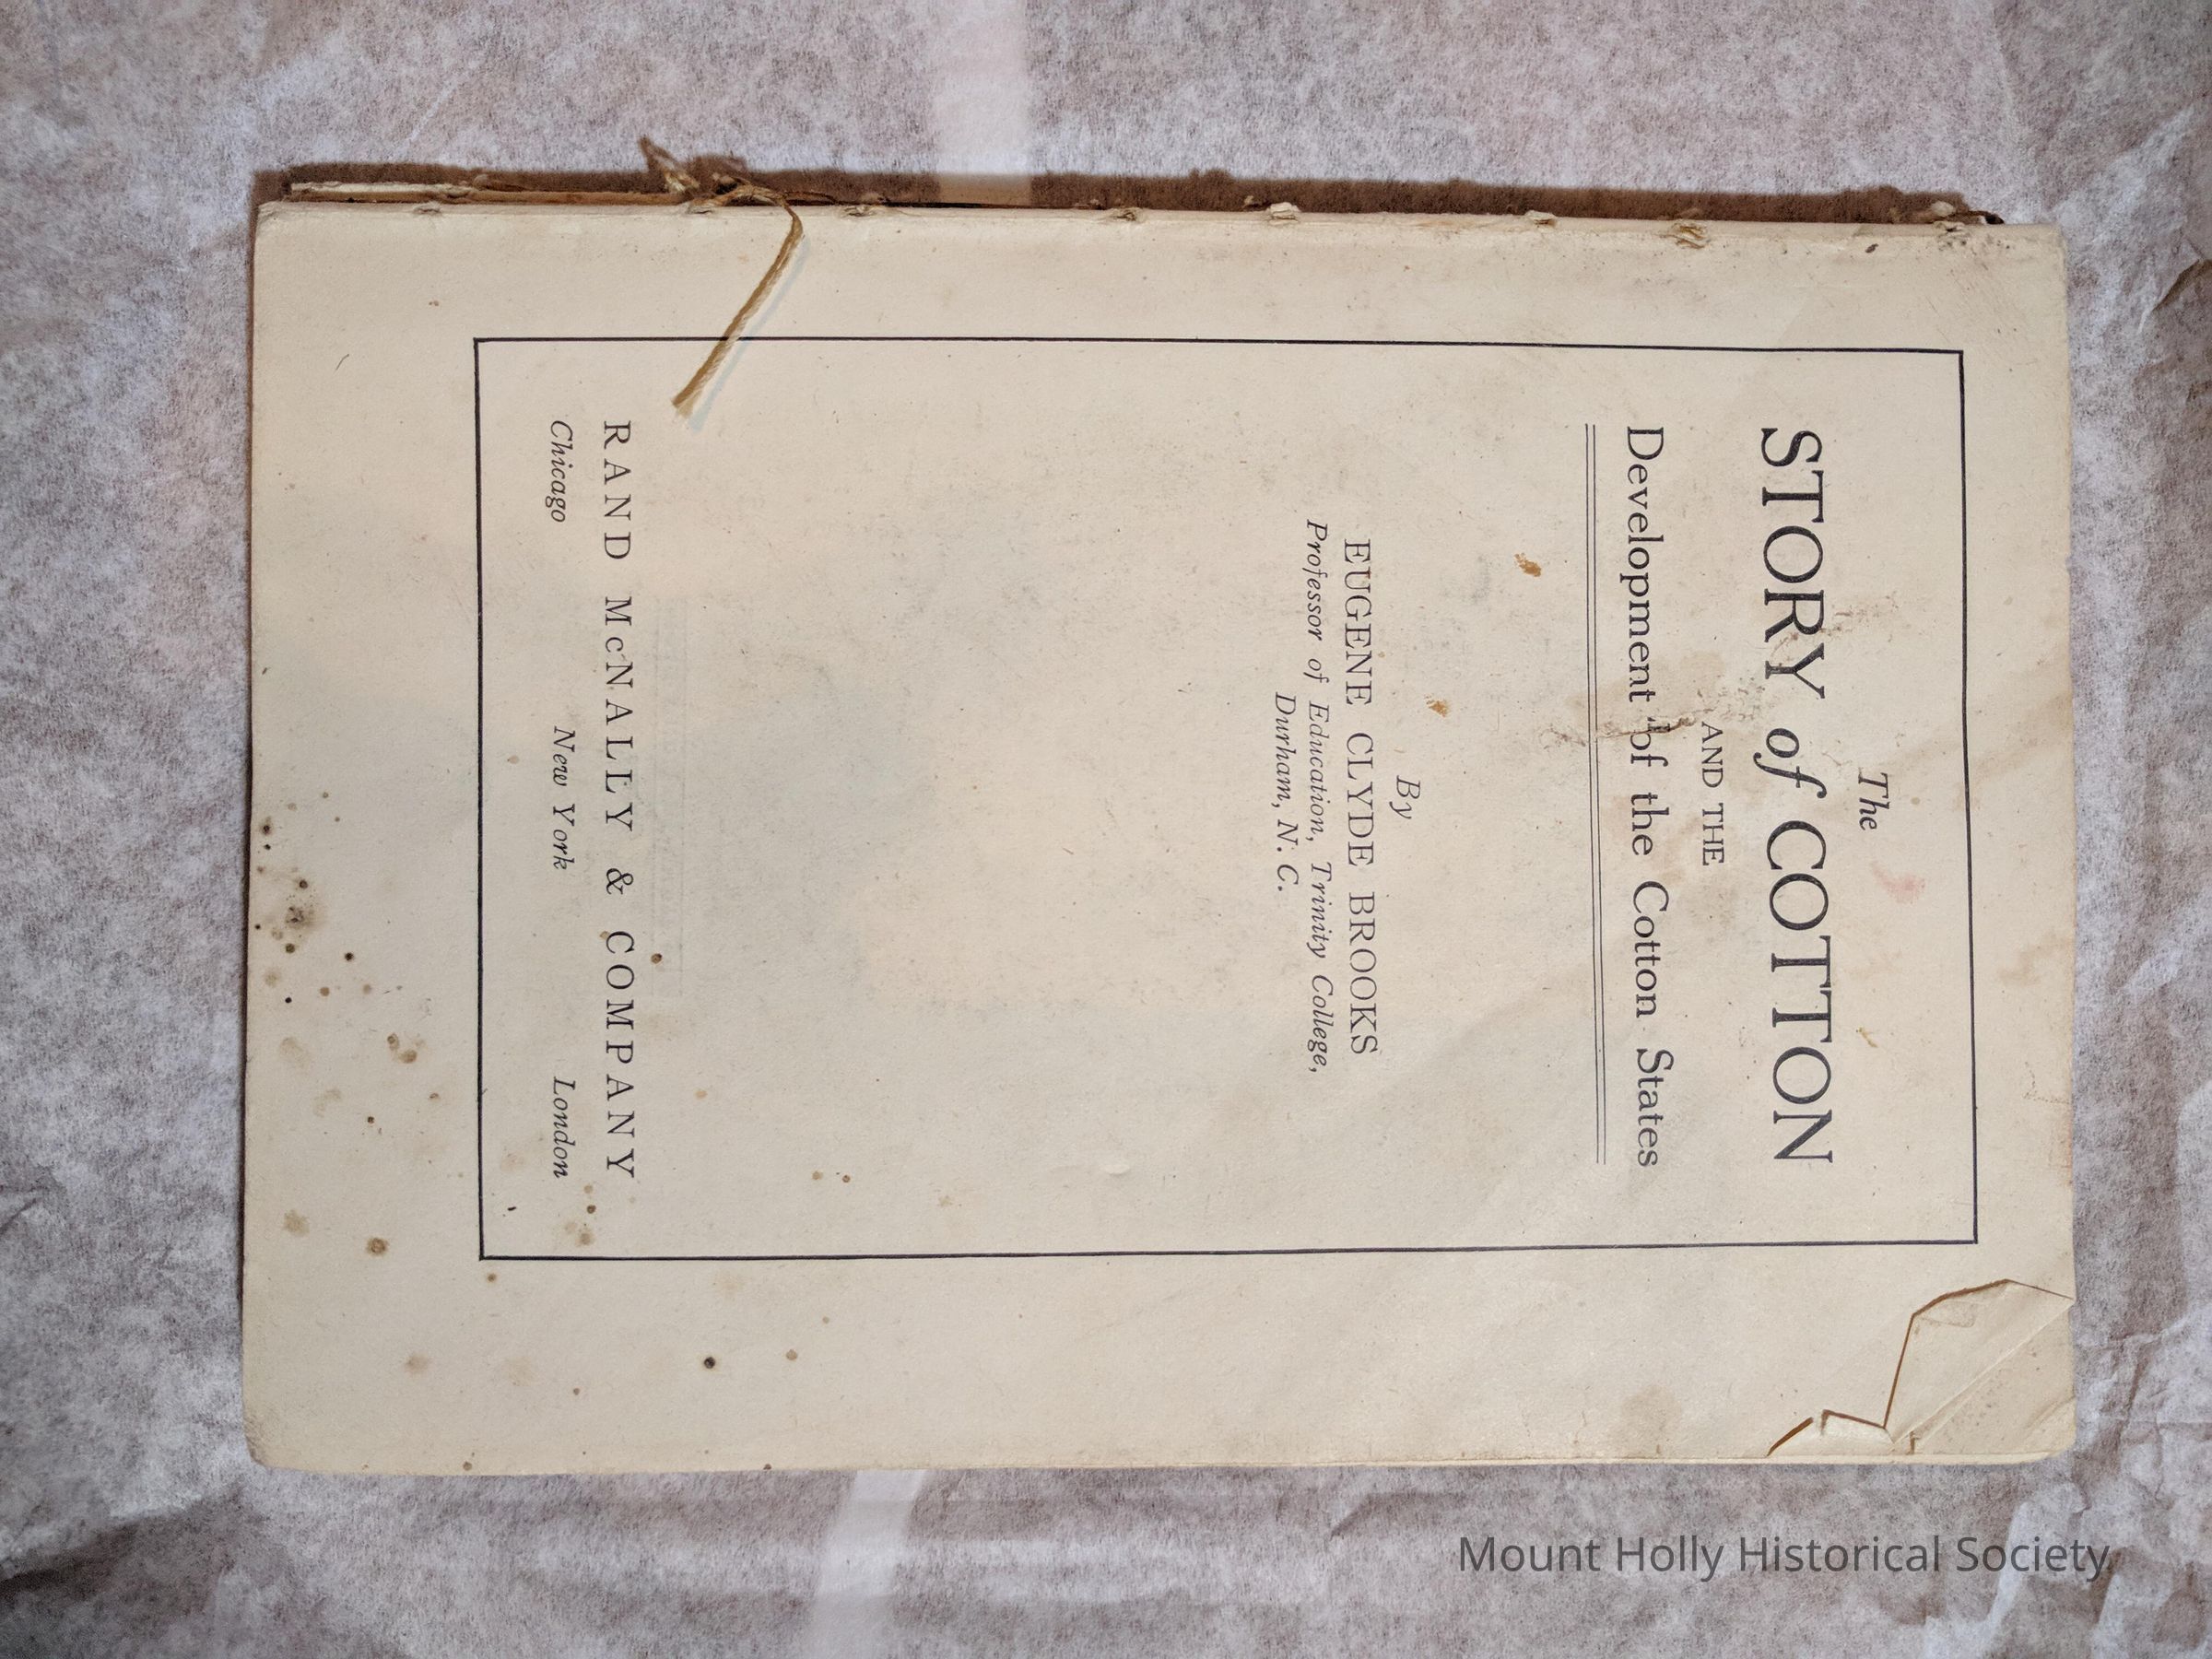 The
STORY of COTTON
AND THE
Development of the Cotton States
By
EUGENE CLYDE BROOKS
Professor of Education, Trinity College,
Durham, N. C.
RAND McNALLY & COMPANY
Chicago New York London
Mount Holly Historical Society